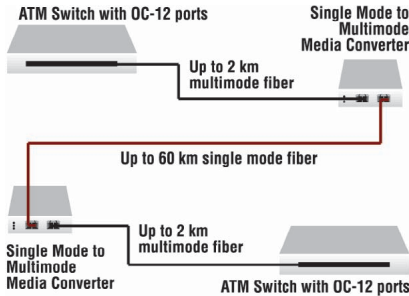 ATM Switch with OC-12 ports
Single Mode to
Multimode
Media Converter
Up to 2 km
multimode fiber
Up to 60 km single mode fiber
Up to 2 km
multimode fiber
Single Mode to
Multimode
Media Converter
ATM Switch with OC-12 ports